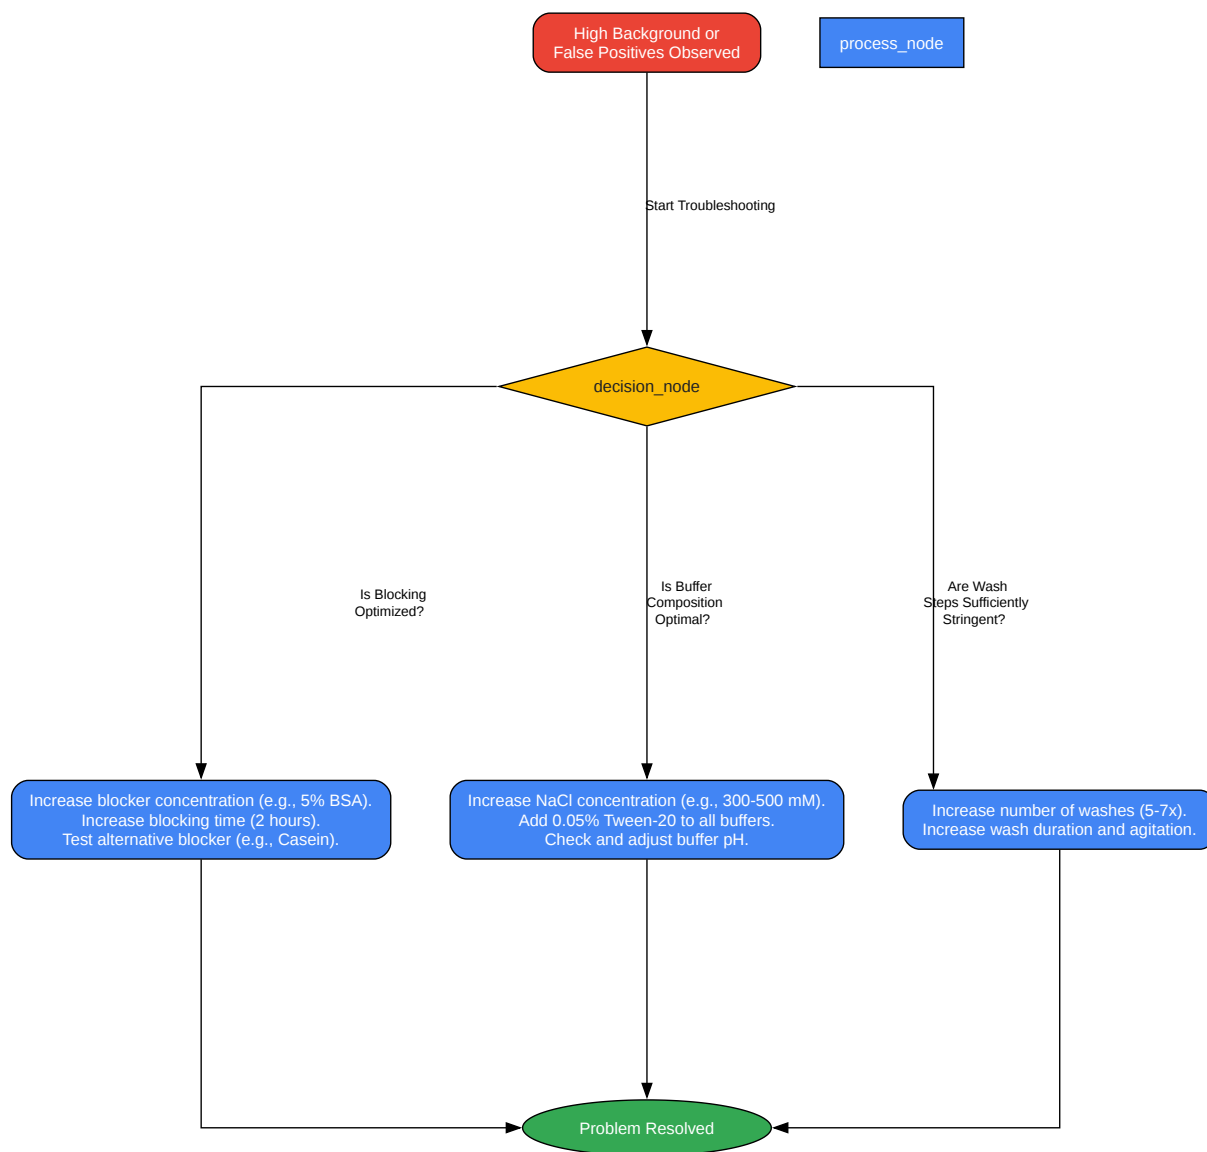 High Background or
False Positives Observed
process_node
Start Troubleshooting
decision_node
Is Blocking
Optimized?
Is Buffer
Composition
Optimal?
Are Wash
Steps Sufficiently
Stringent?
Increase blocker concentration (e.g., 5% BSA).
Increase blocking time (2 hours).
Test alternative blocker (e.g., Casein).
Increase NaCl concentration (e.g., 300-500 mM).
Add 0.05% Tween-20 to all buffers.
Check and adjust buffer pH.
Increase number of washes (5-7x).
Increase wash duration and agitation.
Problem Resolved